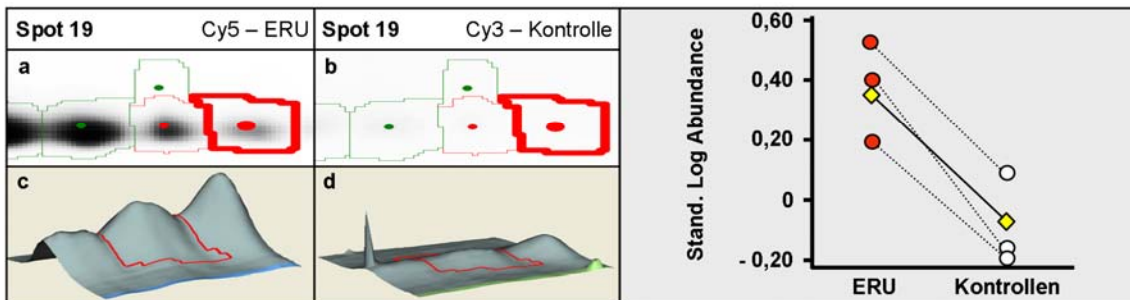 Spot 19 Cy5 – ERU
Spot 19 Cy3 – Kontrolle
a
b
c
d
Stand. Log Abundance
0,60
0,40
0,20
0
- 0,20
ERU Kontrollen